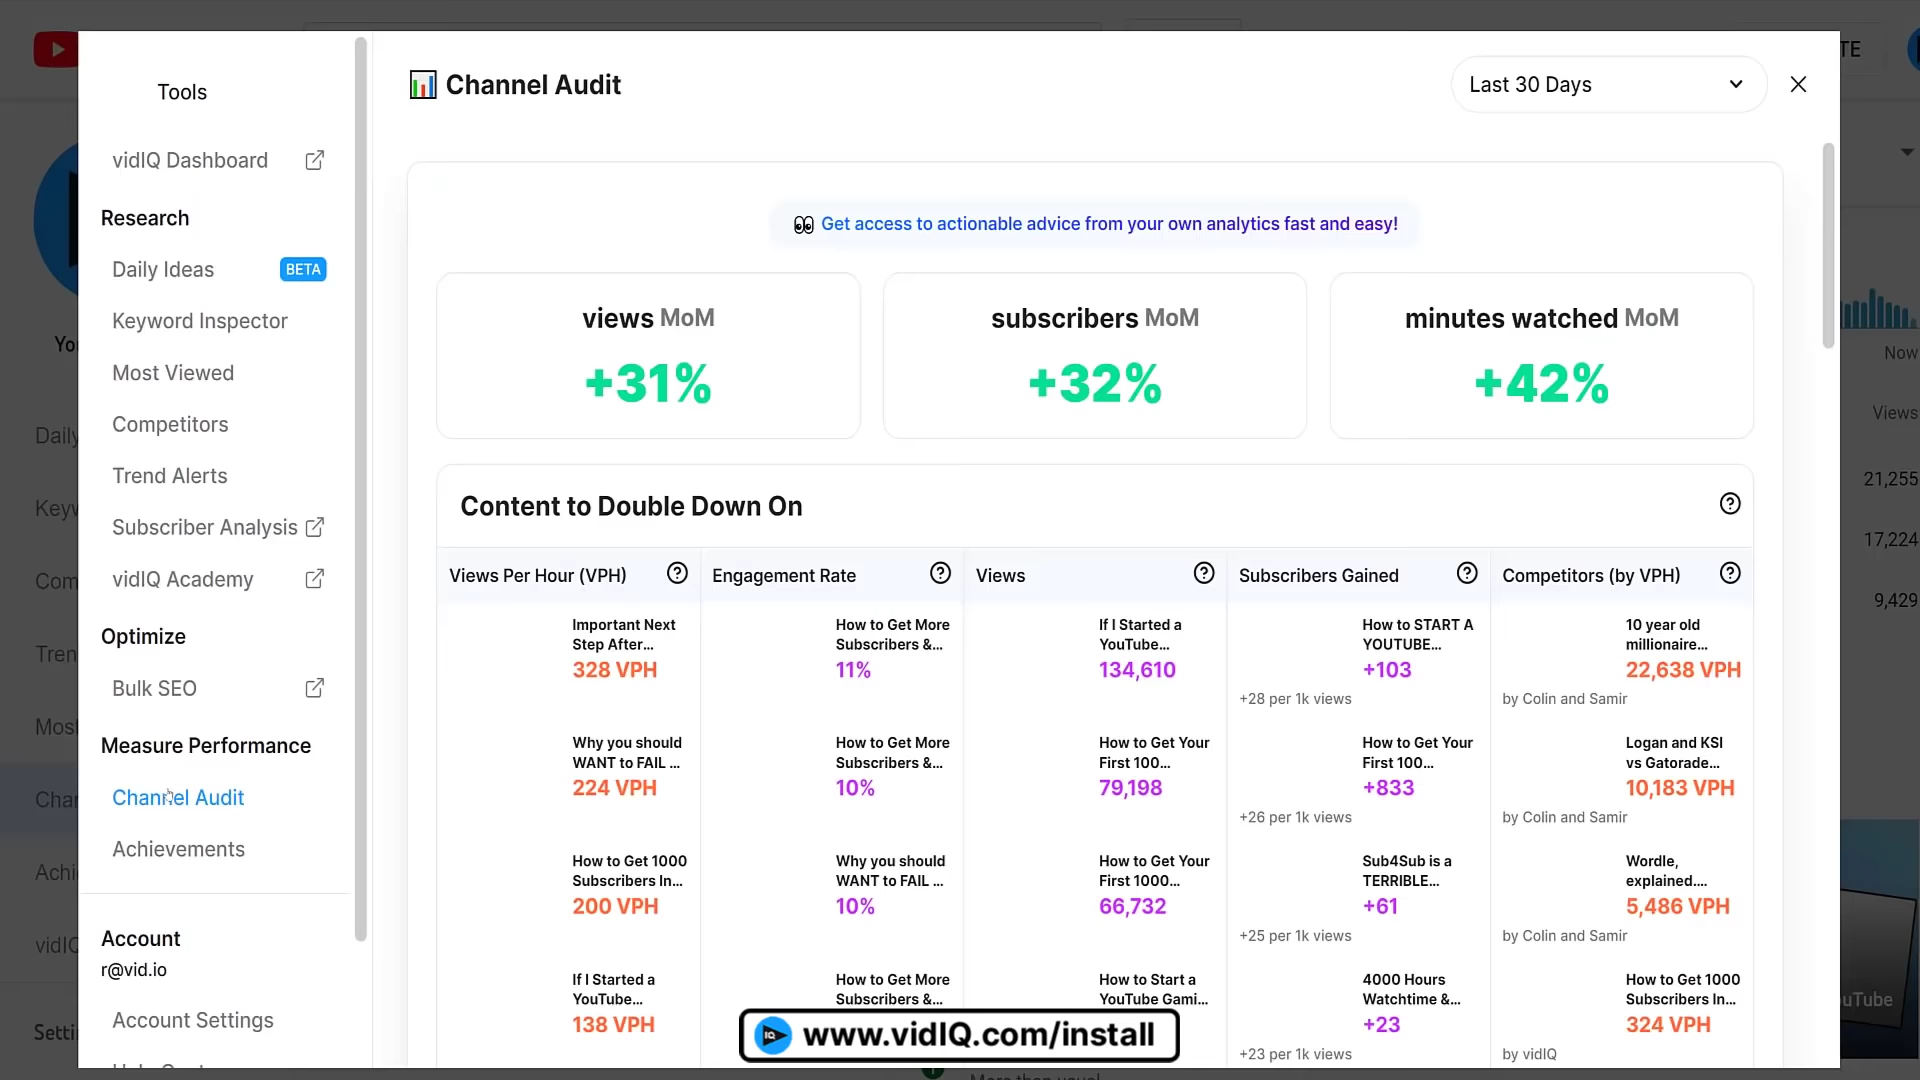 Tools
vidIQ Dashboard
Research
Daily Ideas
BETA
Keyword Inspector
Most Viewed
Competitors
Trend Alerts
Subscriber Analysis
vidIQ Academy
Optimize
Bulk SEO
Measure Performance
Channel Audit
Achievements
Account
r@vid.io
Account Settings
Channel Audit
Last 30 Days
Get access to actionable advice from your own analytics fast and easy!
views MoM
+31%
subscribers MoM
+32%
minutes watched MoM
+42%
Content to Double Down On
Views Per Hour (VPH)
Important Next
Step After...
328 VPH
Why you should
WANT to FAIL ...
224 VPH
How to Get 1000
Subscribers In...
200 VPH
If I Started a
YouTube...
138 VPH
Engagement Rate
How to Get More
Subscribers &...
11%
How to Get More
Subscribers &...
10%
Why you should
WANT to FAIL ...
10%
How to Get More
Subscribers &...
Views
If I Started a
YouTube...
134,610
How to Get Your
First 100...
79,198
How to Get Your
First 1000...
66,732
How to Start a
YouTube Gami...
Subscribers Gained
How to START A
YOUTUBE...
+103
+28 per 1k views
How to Get Your
First 100...
+833
+26 per 1k views
Sub4Sub is a
TERRIBLE...
+61
+25 per 1k views
4000 Hours
Watchtime &...
+23
+23 per 1k views
Competitors (by VPH)
10 year old
millionaire...
22,638 VPH
by Colin and Samir
Logan and KSI
vs Gatorade...
10,183 VPH
by Colin and Samir
Wordle,
explained....
5,486 VPH
by Colin and Samir
How to Get 1000
Subscribers In...
324 VPH
by vidIQ
IQ
www.vidIQ.com/install
Now
Views
21,255
17,224
9,429